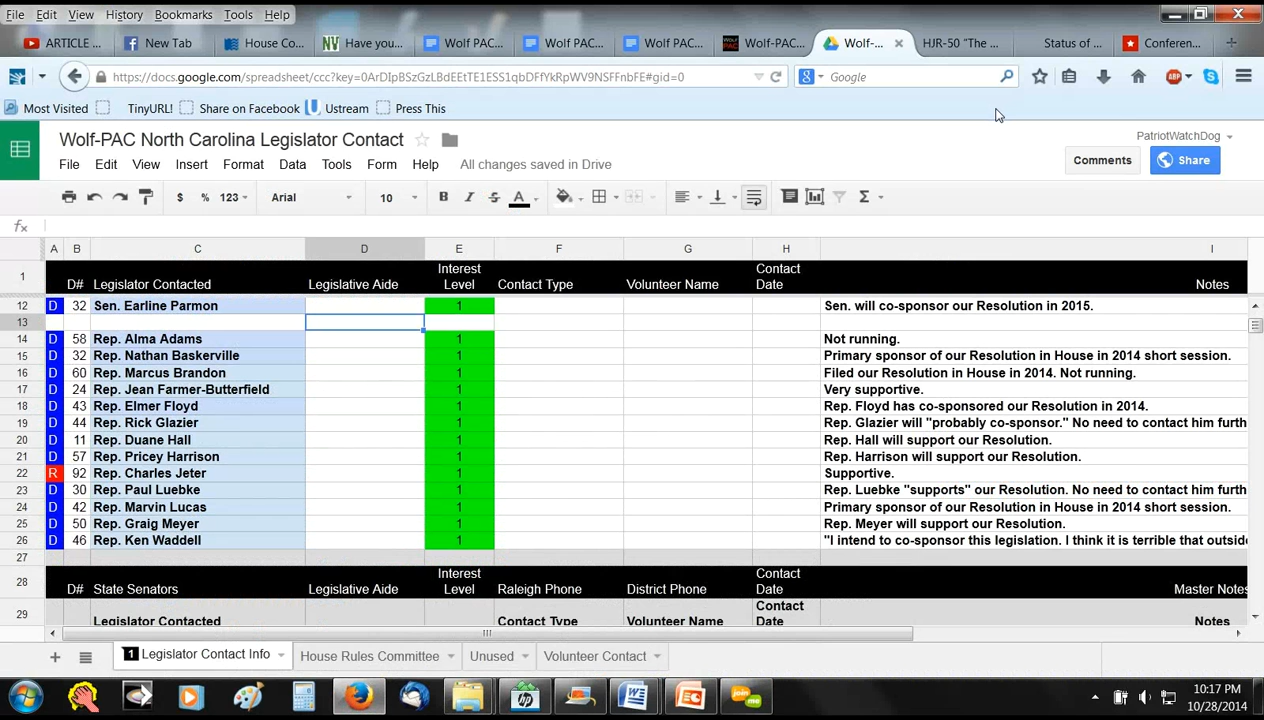 File Edit View History Bookmarks Tools Help
ARTICLE ... New Tab House Co... Have you... Wolf PAC... Wolf PAC... Wolf PAC... Wolf-PAC... Wolf-... HJR-50 "The ... Status of ... Conferen...
https://docs.google.com/spreadsheet/ccc?key=0ArDIpBSzGzLBdEEtTE1ESS1qbDFfYkRpWV9NSFFnbFE#gid=0 Google
Most Visited TinyURL! Share on Facebook Ustream Press This
Wolf-PAC North Carolina Legislator Contact PatriotWatchDog
File Edit View Insert Format Data Tools Form Help All changes saved in Drive Comments Share
$ % 123 Arial 10 B I S A Σ
fx
A B C D E F G H I
1 D# Legislator Contacted Legislative Aide Interest Level Contact Type Volunteer Name Contact Date Notes
12 D 32 Sen. Earline Parmon 1 Sen. will co-sponsor our Resolution in 2015.
13
14 D 58 Rep. Alma Adams 1 Not running.
15 D 32 Rep. Nathan Baskerville 1 Primary sponsor of our Resolution in House in 2014 short session.
16 D 60 Rep. Marcus Brandon 1 Filed our Resolution in House in 2014. Not running.
17 D 24 Rep. Jean Farmer-Butterfield 1 Very supportive.
18 D 43 Rep. Elmer Floyd 1 Rep. Floyd has co-sponsored our Resolution in 2014.
19 D 44 Rep. Rick Glazier 1 Rep. Glazier will "probably co-sponsor." No need to contact him furth
20 D 11 Rep. Duane Hall 1 Rep. Hall will support our Resolution.
21 D 57 Rep. Pricey Harrison 1 Rep. Harrison will support our Resolution.
22 R 92 Rep. Charles Jeter 1 Supportive.
23 D 30 Rep. Paul Luebke 1 Rep. Luebke "supports" our Resolution. No need to contact him furth
24 D 42 Rep. Marvin Lucas 1 Primary sponsor of our Resolution in House in 2014 short session.
25 D 50 Rep. Graig Meyer 1 Rep. Meyer will support our Resolution.
26 D 46 Rep. Ken Waddell 1 "I intend to co-sponsor this legislation. I think it is terrible that outside
27
28 D# State Senators Legislative Aide Interest Level Raleigh Phone District Phone Contact Date Master Notes
29 Legislator Contacted Contact Type Volunteer Name Contact Date Notes
1 Legislator Contact Info House Rules Committee Unused Volunteer Contact
10:17 PM
10/28/2014